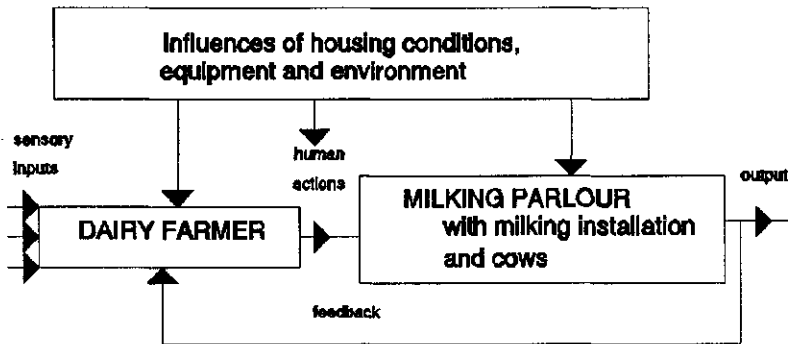 Influences of housing conditions,
equipment and environment
sensory
inputs
human
actions
DAIRY FARMER
MILKING PARLOUR
with milking installation
and cows
output
feedback